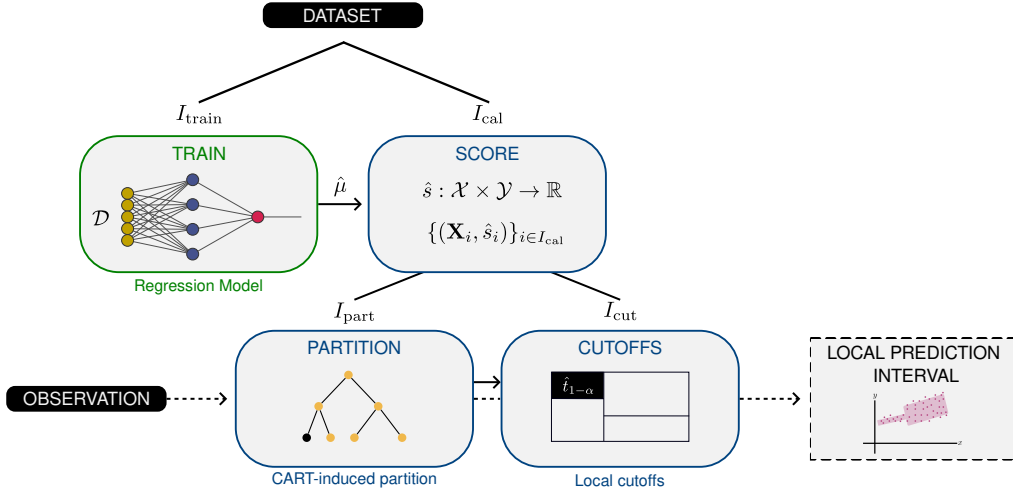 DATASET
I_train
I_cal
TRAIN
SCORE
𝒟
μ̂
ŝ : 𝒳 × 𝒴 → ℝ
{(𝐗_i, ŝ_i)}_{i∈I_cal}
Regression Model
I_part
I_cut
PARTITION
CUTOFFS
LOCAL PREDICTION
INTERVAL
t̂_{1−α}
OBSERVATION
y
x
CART-induced partition
Local cutoffs